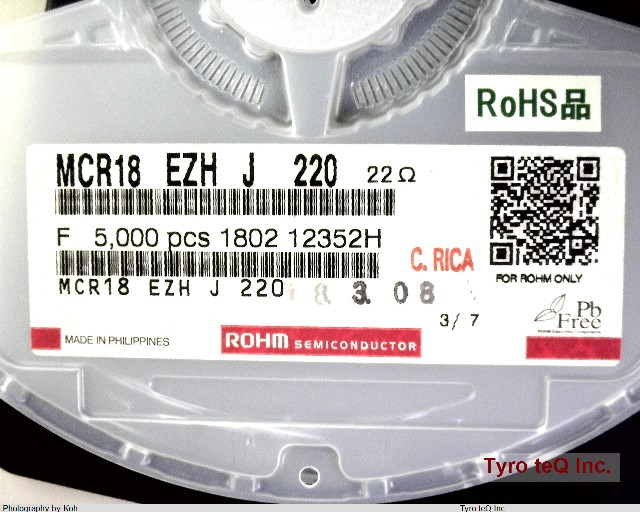 RoHS品
MCR18 EZH J 220 22Ω
F 5,000 pcs 1802 12352H
C. RICA
FOR ROHM ONLY
MCR18 EZH J 220
8 3. 08
3/ 7
Pb
Free
MADE IN PHILIPPINES
ROHM SEMICONDUCTOR
Tyro teQ Inc.
Photography by Koh
Tyro teQ Inc